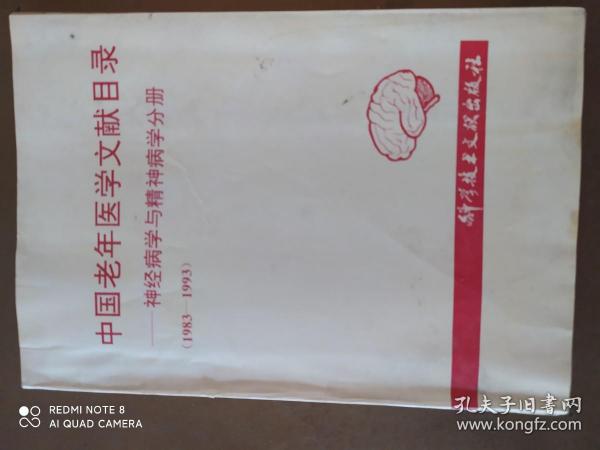 中国老年医学文献目录
——神经病学与精神病学分册
(1983—1993)
科学技术文献出版社
REDMI NOTE 8
AI QUAD CAMERA
孔夫子旧书网
www.kongfz.com